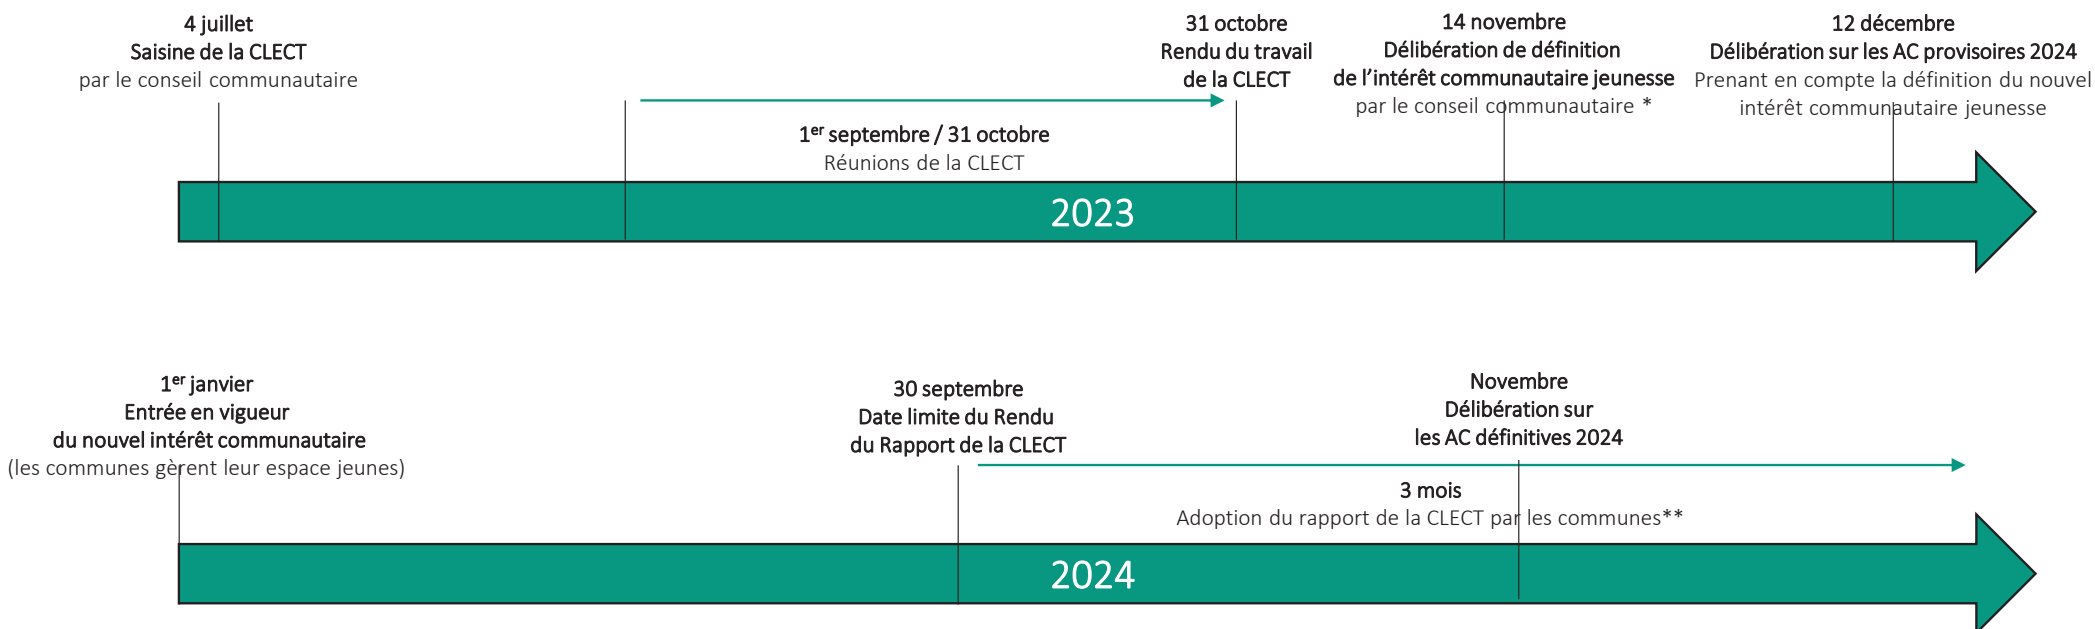 4 juillet
Saisine de la CLECT
par le conseil communautaire
1er septembre / 31 octobre
Réunions de la CLECT
31 octobre
Rendu du travail
de la CLECT
14 novembre
Délibération de définition
de l’intérêt communautaire jeunesse
par le conseil communautaire *
12 décembre
Délibération sur les AC provisoires 2024
Prenant en compte la définition du nouvel
intérêt communautaire jeunesse
2023
1er janvier
Entrée en vigueur
du nouvel intérêt communautaire
(les communes gèrent leur espace jeunes)
30 septembre
Date limite du Rendu
du Rapport de la CLECT
Novembre
Délibération sur
les AC définitives 2024
3 mois
Adoption du rapport de la CLECT par les communes**
2024